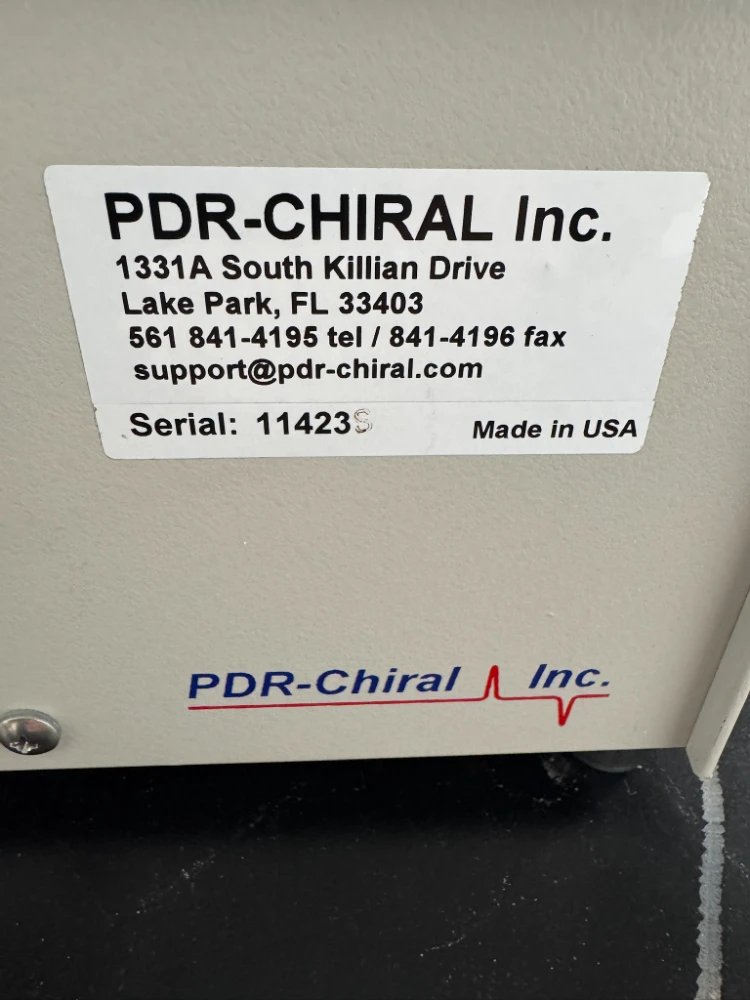 PDR-CHIRAL Inc.
1331A South Killian Drive
Lake Park, FL 33403
561 841-4195 tel / 841-4196 fax
support@pdr-chiral.com
Serial: 11423S
Made in USA
PDR-Chiral Inc.